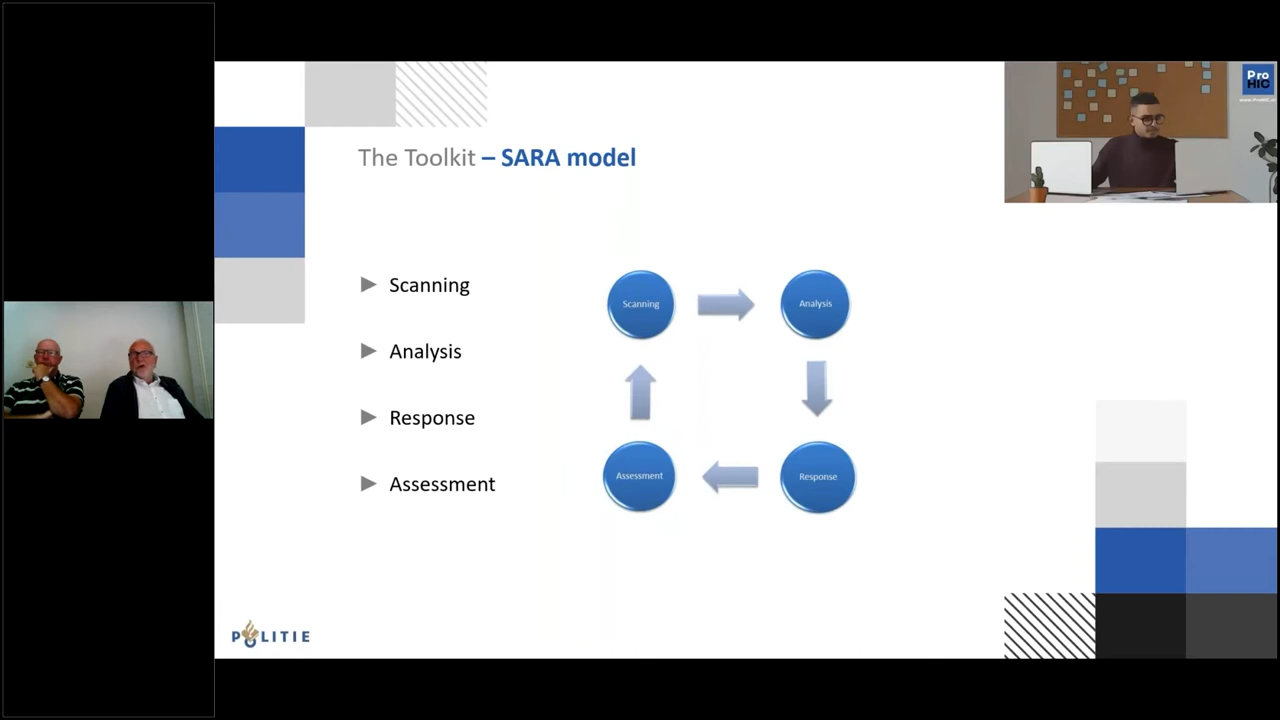 The Toolkit – SARA model
Scanning
Analysis
Response
Assessment
Scanning
Analysis
Assessment
Response
POLITIE
Pro
HIC